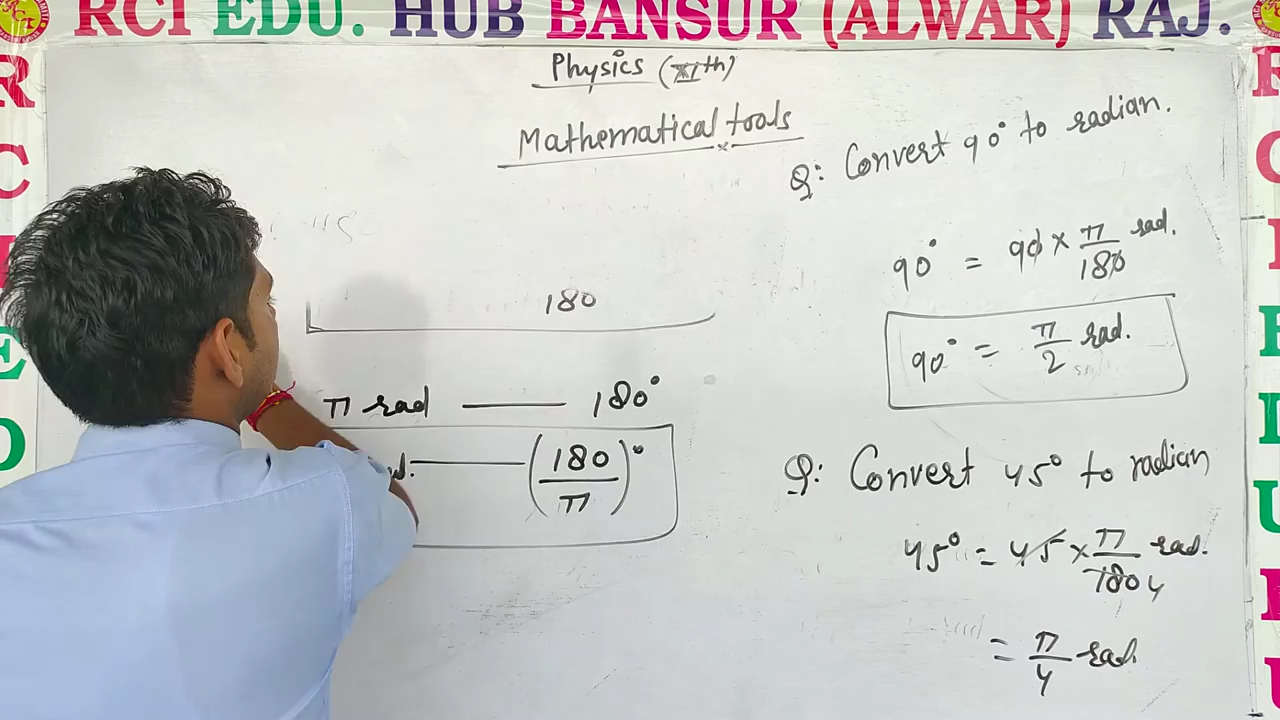 RCI EDU. HUB BANSUR (ALWAR) RAJ.
Physics (XIth)
Mathematical tools
180
π rad —— 180°
d. —— (180/π)°
Q: Convert 90° to radian.
90° = 90 × π/180 rad.
90° = π/2 rad.
Q: Convert 45° to radian
45° = 45 × π/180 4 rad.
= π/4 rad.
R
C
I
E
D